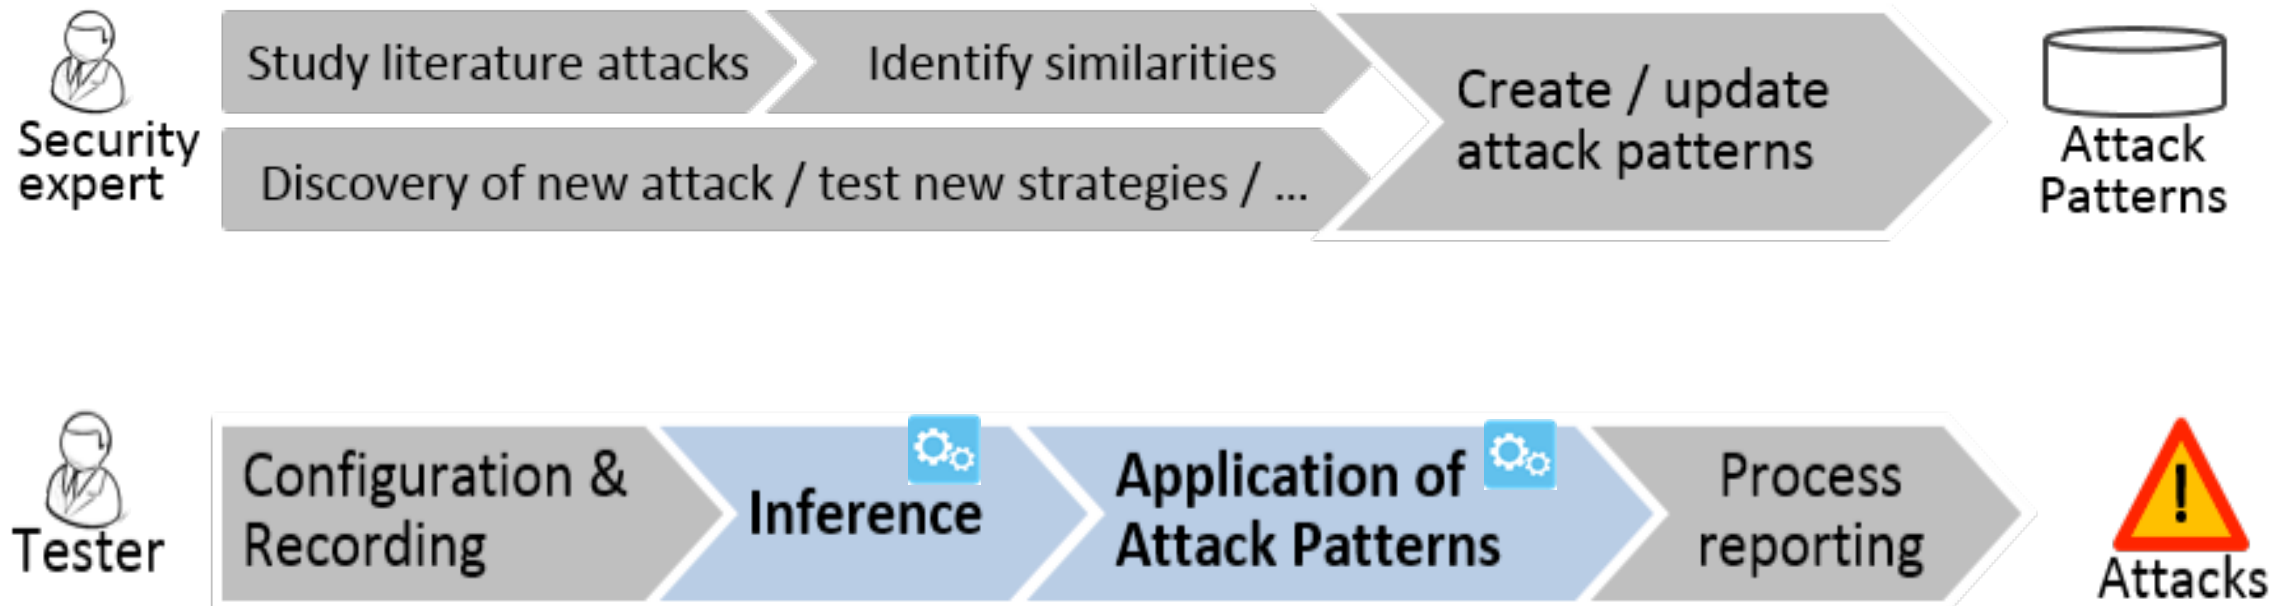 Security
expert
Study literature attacks
Identify similarities
Discovery of new attack / test new strategies / ...
Create / update
attack patterns
Attack
Patterns
Tester
Configuration &
Recording
Inference
Application of
Attack Patterns
Process
reporting
!
Attacks